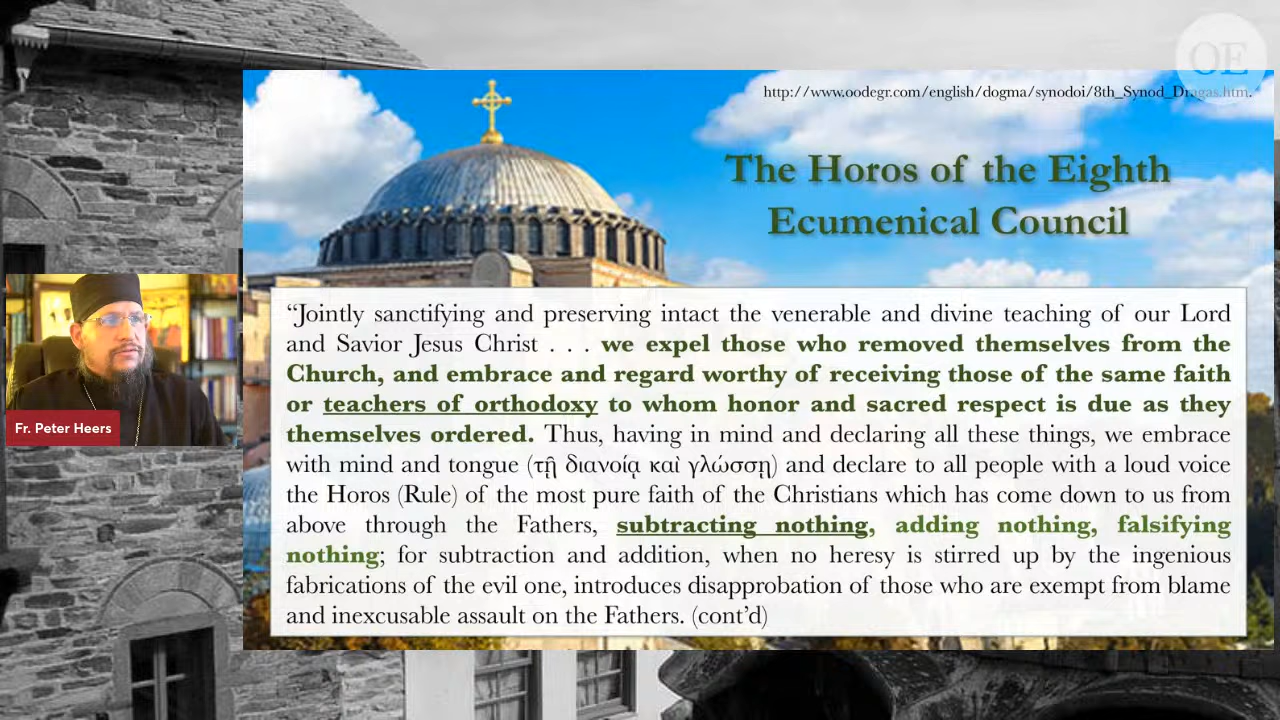 OE
http://www.oodegr.com/english/dogma/synodoi/8th_Synod_Dragas.htm.
The Horos of the Eighth
Ecumenical Council
“Jointly sanctifying and preserving intact the venerable and divine teaching of our Lord
and Savior Jesus Christ . . . we expel those who removed themselves from the
Church, and embrace and regard worthy of receiving those of the same faith
or teachers of orthodoxy to whom honor and sacred respect is due as they
themselves ordered. Thus, having in mind and declaring all these things, we embrace
with mind and tongue (τῇ διανοίᾳ καὶ γλώσσῃ) and declare to all people with a loud voice
the Horos (Rule) of the most pure faith of the Christians which has come down to us from
above through the Fathers, subtracting nothing, adding nothing, falsifying
nothing; for subtraction and addition, when no heresy is stirred up by the ingenious
fabrications of the evil one, introduces disapprobation of those who are exempt from blame
and inexcusable assault on the Fathers. (cont’d)
Fr. Peter Heers